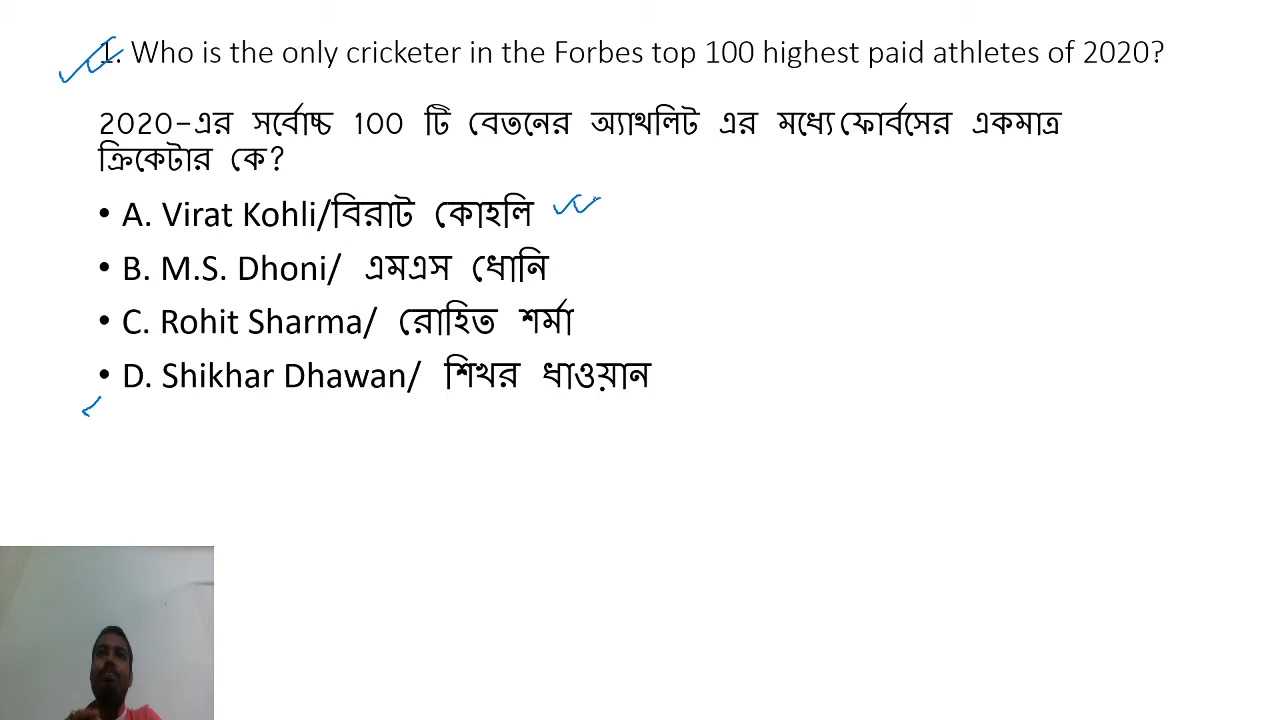 1. Who is the only cricketer in the Forbes top 100 highest paid athletes of 2020?
2020-এর সর্বোচ্চ 100 টি বেতনের অ্যাথলিট এর মধ্যে ফোর্বসের একমাত্র
ক্রিকেটার কে?
• A. Virat Kohli/বিরাট কোহলি
• B. M.S. Dhoni/ এমএস ধোনি
• C. Rohit Sharma/ রোহিত শর্মা
• D. Shikhar Dhawan/ শিখর ধাওয়ান